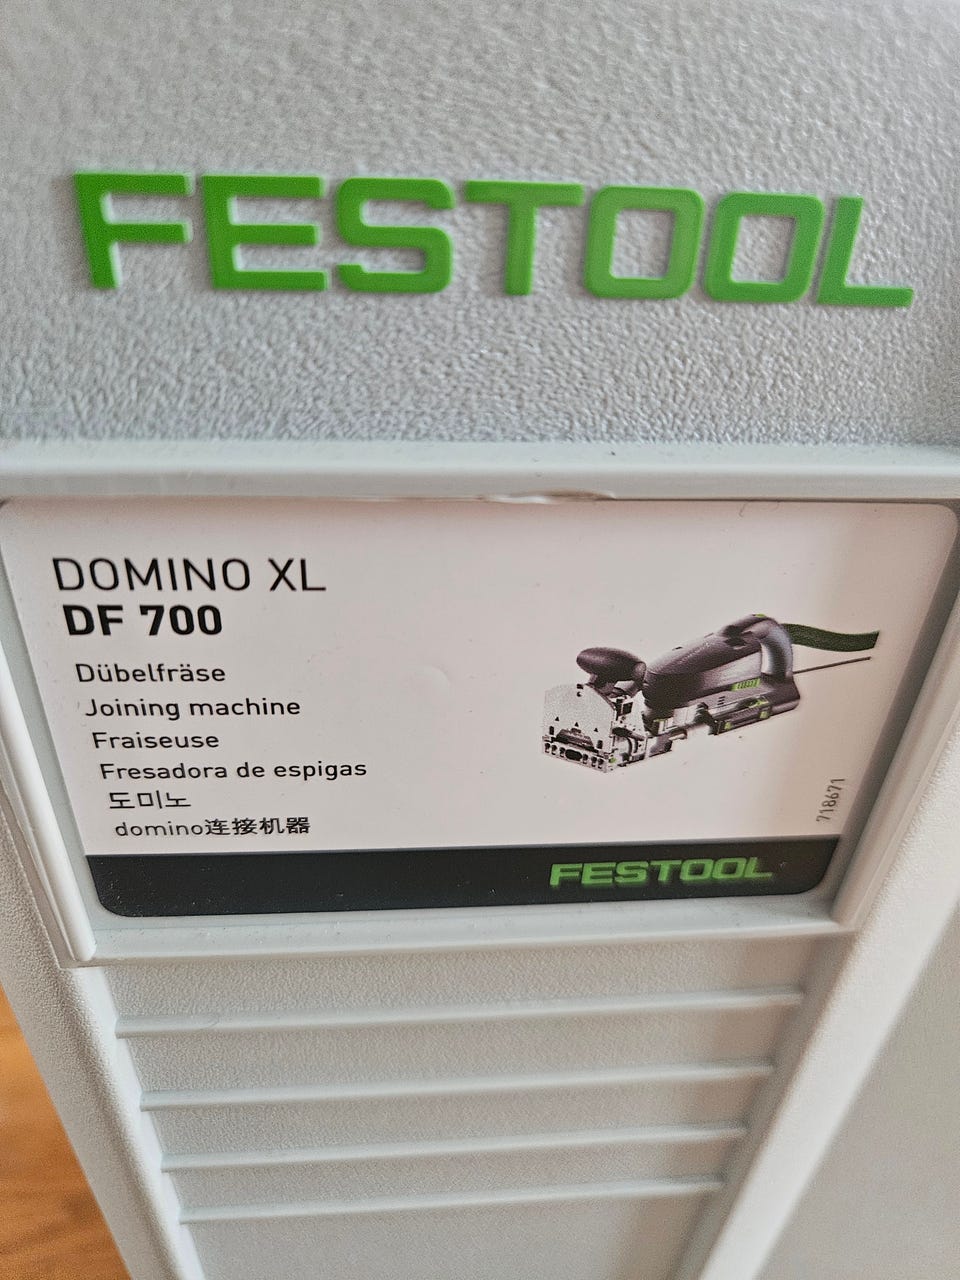 FESTOOL
DOMINO XL
DF 700
Dübelfräse
Joining machine
Fraiseuse
Fresadora de espigas
도미노
domino连接机器
718671
FESTOOL